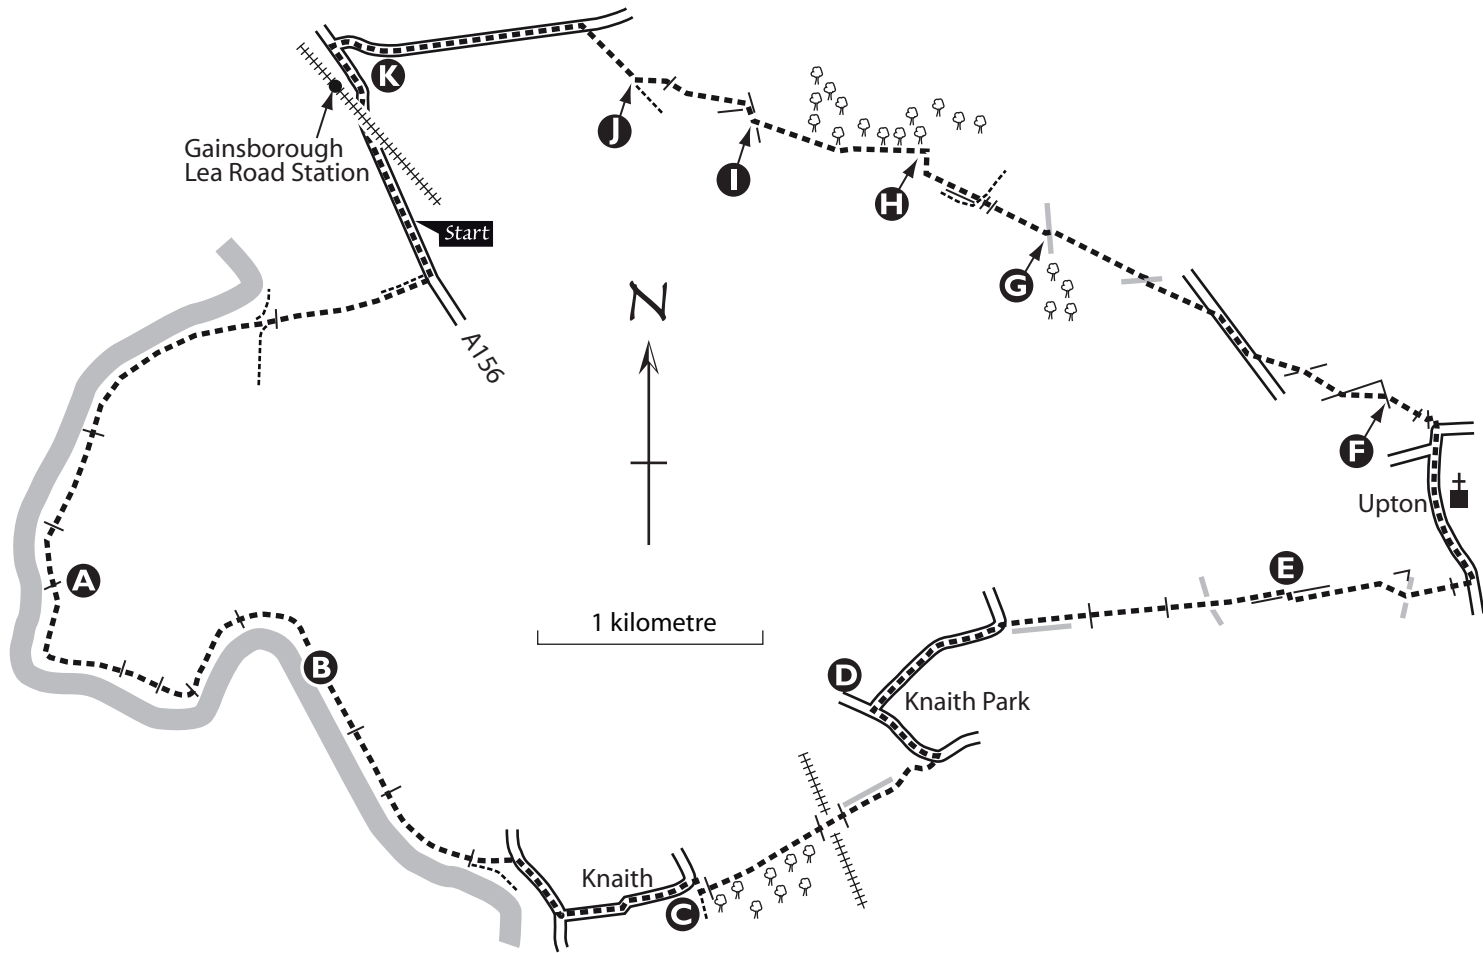 K
Gainsborough
Lea Road Station
J
I
H
Start
G
N
A156
F
Upton
E
A
1 kilometre
B
D
Knaith Park
Knaith
C